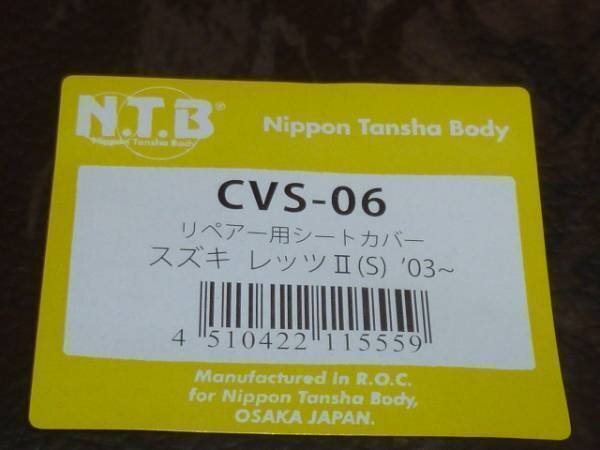 N.T.B®
Nippon Tansha Body
Nippon Tansha Body
CVS-06
リペアー用シートカバー
スズキ レッツⅡ(S) '03~
4 510422 115559
Manufactured in R.O.C.
for Nippon Tansha Body,
OSAKA JAPAN.